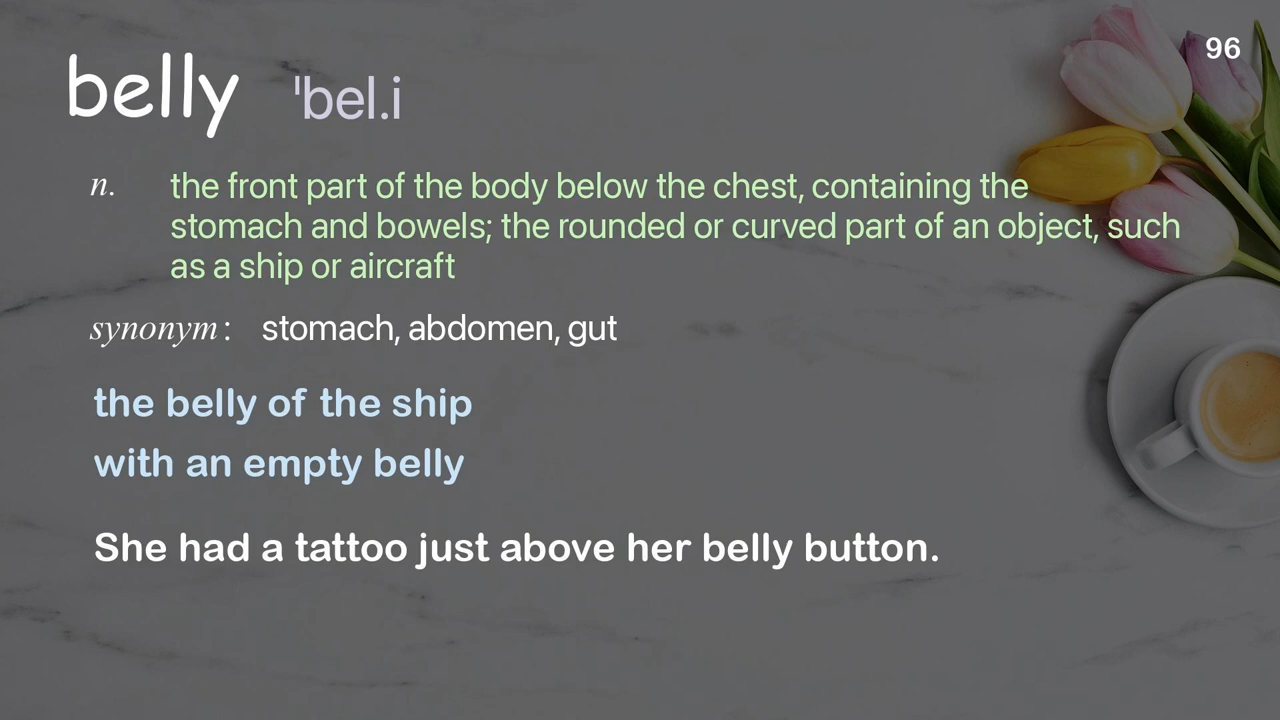 96
belly ˈbel.i
n. the front part of the body below the chest, containing the
stomach and bowels; the rounded or curved part of an object, such
as a ship or aircraft
synonym: stomach, abdomen, gut
the belly of the ship
with an empty belly
She had a tattoo just above her belly button.